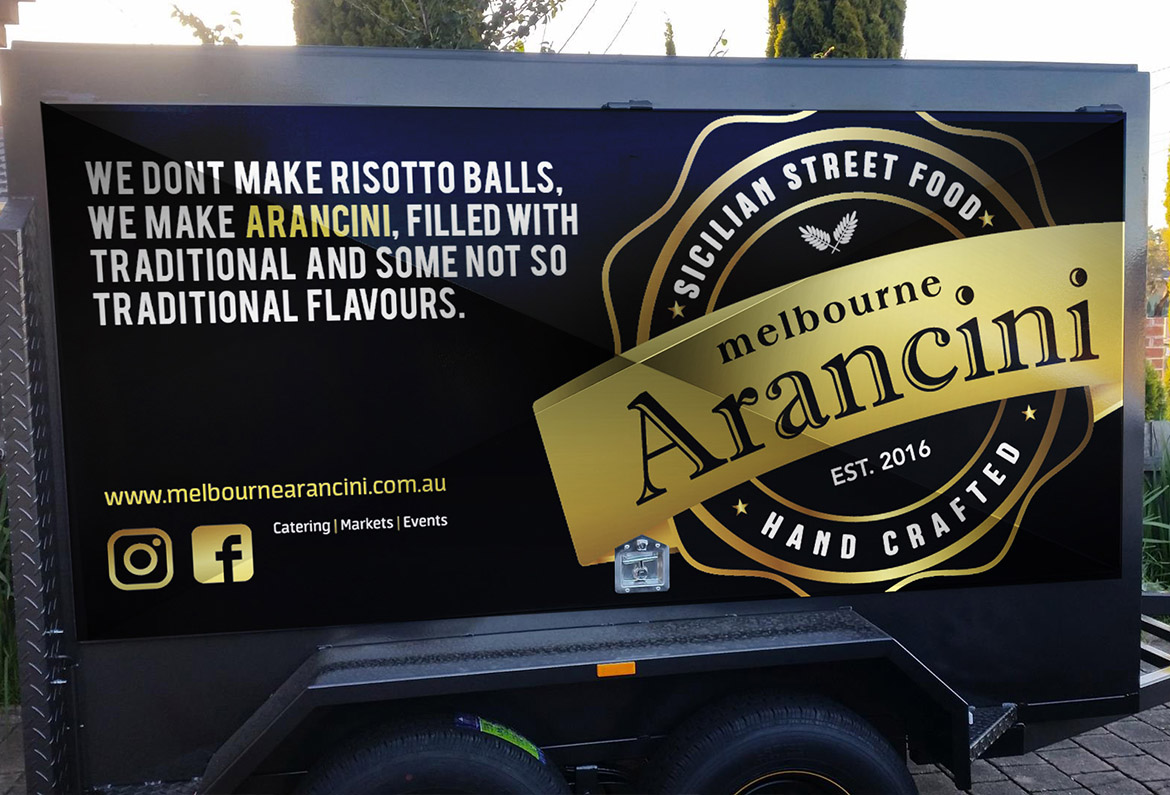 WE DONT MAKE RISOTTO BALLS,
WE MAKE ARANCINI, FILLED WITH
TRADITIONAL AND SOME NOT SO
TRADITIONAL FLAVOURS.
www.melbournearancini.com.au
Catering | Markets | Events
SICILIAN STREET FOOD
melbourne
Arancini
EST. 2016
HAND CRAFTED